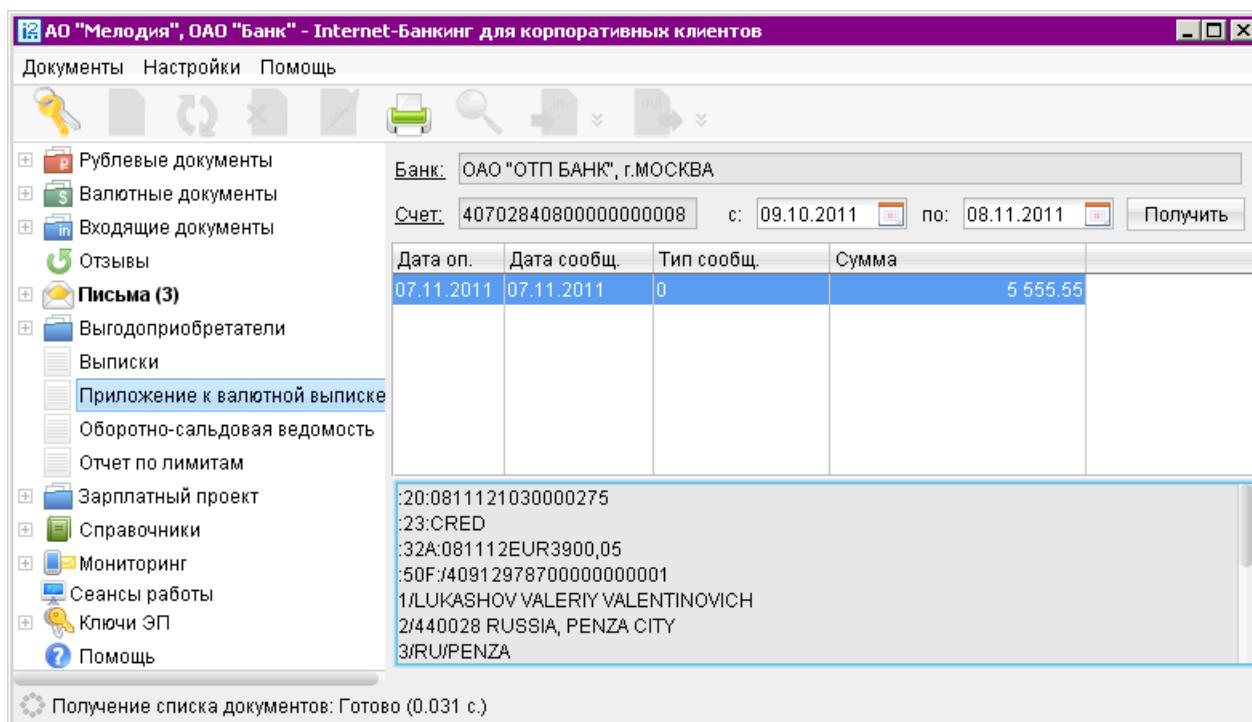 АО "Мелодия", ОАО "Банк" - Internet-Банкинг для корпоративных клиентов
Документы Настройки Помощь
in out
Рублевые документы
Валютные документы
Входящие документы
Отзывы
Письма (3)
Выгодоприобретатели
Выписки
Приложение к валютной выписке
Оборотно-сальдовая ведомость
Отчет по лимитам
Зарплатный проект
Справочники
Мониторинг
Сеансы работы
Ключи ЭП
Помощь
Банк: ОАО "ОТП БАНК", г.МОСКВА
Счет: 40702840800000000008 с: 09.10.2011 по: 08.11.2011 Получить
Дата оп. Дата сообщ. Тип сообщ. Сумма
07.11.2011 07.11.2011 0 5 555.55
:20:0811121030000275
:23:CRED
:32A:081112EUR3900,05
:50F:/40912978700000000001
1/LUKASHOV VALERIY VALENTINOVICH
2/440028 RUSSIA, PENZA CITY
3/RU/PENZA
Получение списка документов: Готово (0.031 с.)